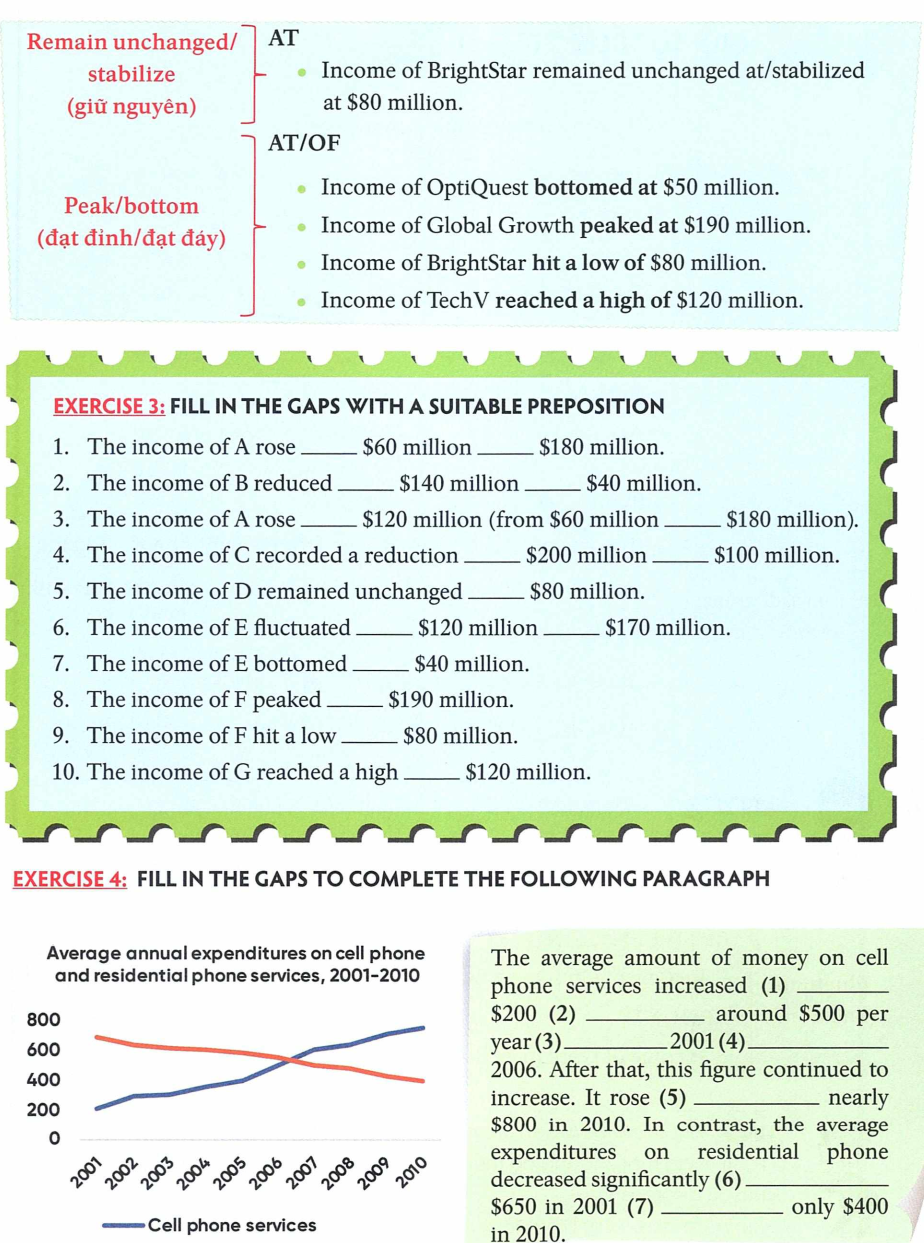 Remain unchanged/
stabilize
(giữ nguyên)
AT
• Income of BrightStar remained unchanged at/stabilized
at $80 million.
Peak/bottom
(đạt đỉnh/đạt đáy)
AT/OF
• Income of OptiQuest bottomed at $50 million.
• Income of Global Growth peaked at $190 million.
• Income of BrightStar hit a low of $80 million.
• Income of TechV reached a high of $120 million.
EXERCISE 3: FILL IN THE GAPS WITH A SUITABLE PREPOSITION
1. The income of A rose _____ $60 million _____ $180 million.
2. The income of B reduced _____ $140 million _____ $40 million.
3. The income of A rose _____ $120 million (from $60 million _____ $180 million).
4. The income of C recorded a reduction _____ $200 million _____ $100 million.
5. The income of D remained unchanged _____ $80 million.
6. The income of E fluctuated _____ $120 million _____ $170 million.
7. The income of E bottomed _____ $40 million.
8. The income of F peaked _____ $190 million.
9. The income of F hit a low _____ $80 million.
10. The income of G reached a high _____ $120 million.
EXERCISE 4: FILL IN THE GAPS TO COMPLETE THE FOLLOWING PARAGRAPH
Average annual expenditures on cell phone
and residential phone services, 2001-2010
800
600
400
200
0
2001 2002 2003 2004 2005 2006 2007 2008 2009 2010
Cell phone services
The average amount of money on cell
phone services increased (1) ________
$200 (2) ___________ around $500 per
year (3)_________2001 (4)____________
2006. After that, this figure continued to
increase. It rose (5) ___________ nearly
$800 in 2010. In contrast, the average
expenditures on residential phone
decreased significantly (6)____________
$650 in 2001 (7) ___________ only $400
in 2010.